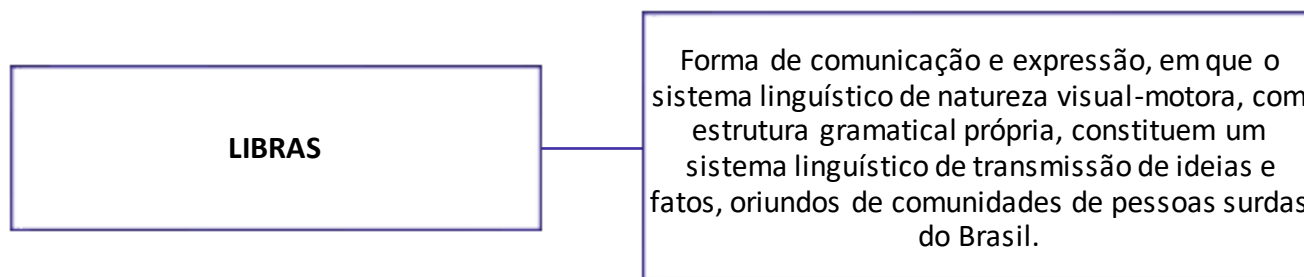 LIBRAS
Forma de comunicação e expressão, em que o
sistema linguístico de natureza visual-motora, com
estrutura gramatical própria, constituem um
sistema linguístico de transmissão de ideias e
fatos, oriundos de comunidades de pessoas surdas
do Brasil.